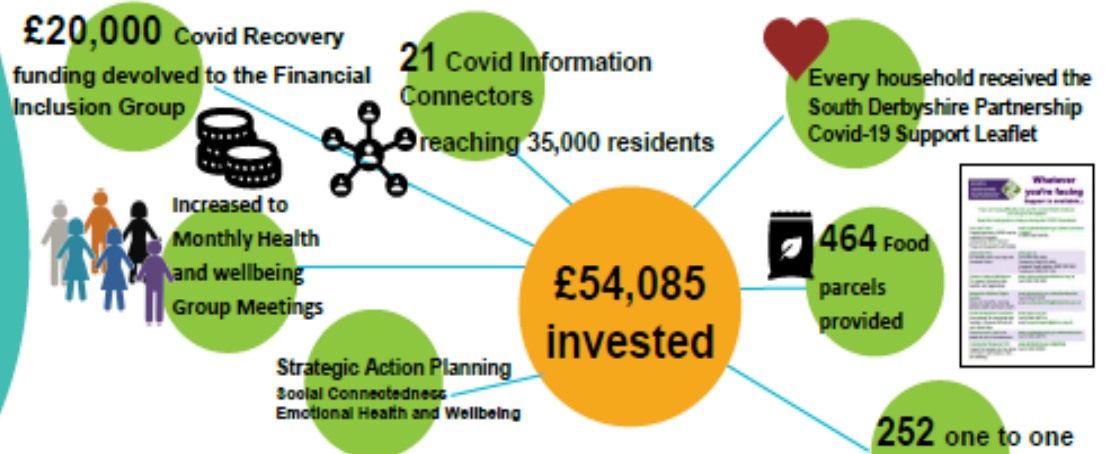 £20,000 Covid Recovery
funding devolved to the Financial
Inclusion Group
21 Covid Information
Connectors
reaching 35,000 residents
Every household received the
South Derbyshire Partnership
Covid-19 Support Leaflet
Whatever
you're facing
Increased to
Monthly Health
and wellbeing
Group Meetings
£54,085
invested
464 Food
parcels
provided
Strategic Action Planning
Social Connectedness
Emotional Health and Wellbeing
252 one to one